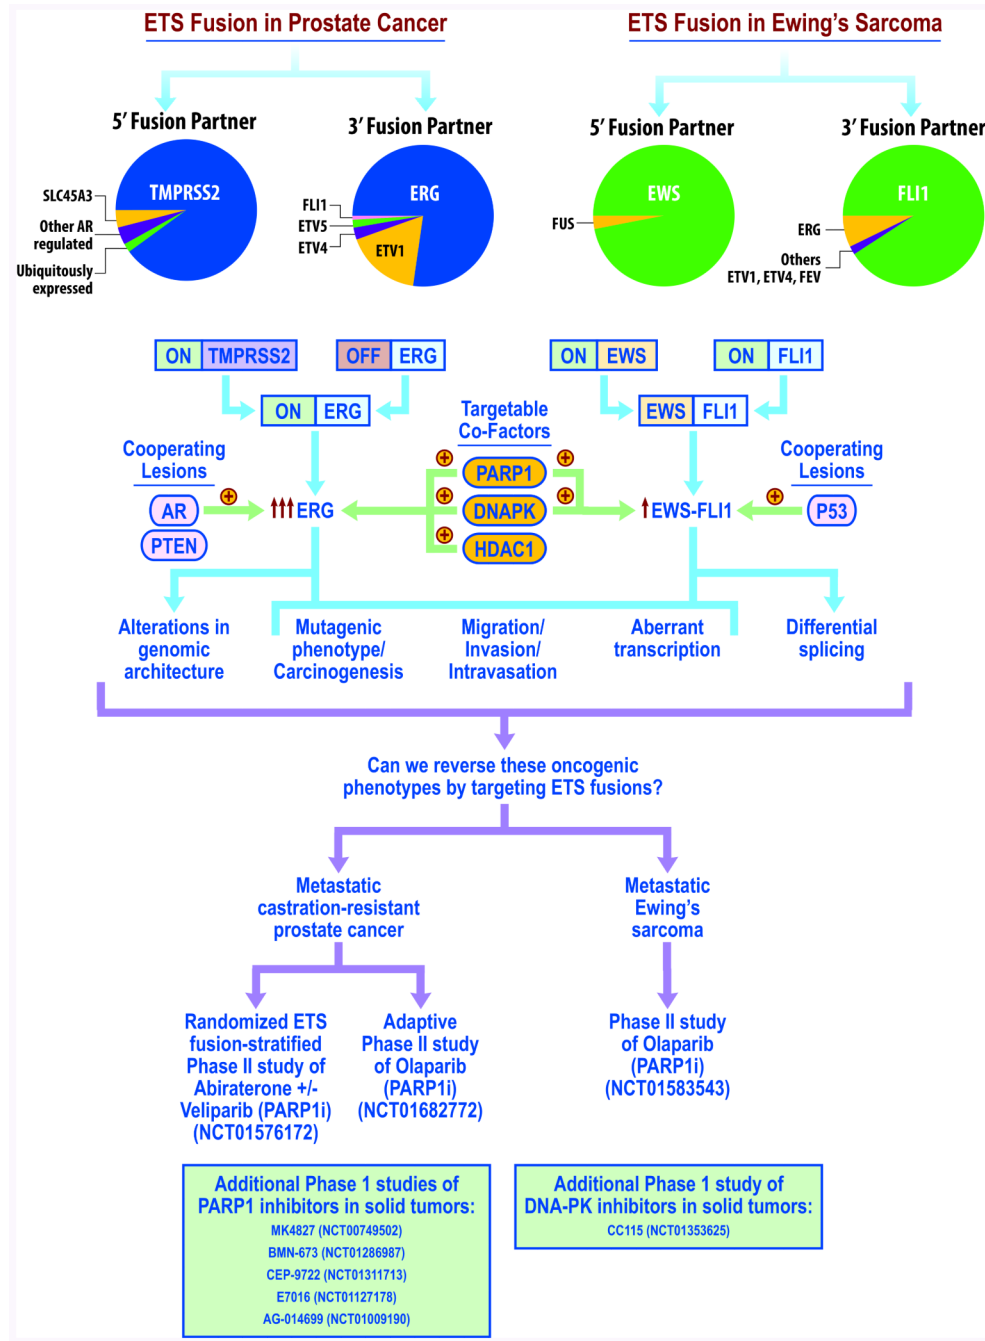 ETS Fusion in Prostate Cancer
ETS Fusion in Ewing's Sarcoma
5′ Fusion Partner
3′ Fusion Partner
5′ Fusion Partner
3′ Fusion Partner
TMPRSS2
SLC45A3
Other AR
regulated
Ubiquitously
expressed
ERG
FLI1
ETV5
ETV4
ETV1
EWS
FUS
FLI1
ERG
Others
ETV1, ETV4, FEV
ON TMPRSS2
OFF ERG
ON EWS
ON FLI1
ON ERG
EWS FLI1
Targetable
Co-Factors
Cooperating
Lesions
Cooperating
Lesions
+ PARP1 +
AR + ↑↑↑ERG
+ DNAPK +
↑EWS-FLI1 + P53
PTEN
+ HDAC1
Alterations in
genomic
architecture
Mutagenic
phenotype/
Carcinogenesis
Migration/
Invasion/
Intravasation
Aberrant
transcription
Differential
splicing
Can we reverse these oncogenic
phenotypes by targeting ETS fusions?
Metastatic
castration-resistant
prostate cancer
Metastatic
Ewing's
sarcoma
Randomized ETS
fusion-stratified
Phase II study of
Abiraterone +/-
Veliparib (PARP1i)
(NCT01576172)
Adaptive
Phase II study
of Olaparib
(PARP1i)
(NCT01682772)
Phase II study
of Olaparib
(PARP1i)
(NCT01583543)
Additional Phase 1 studies of
PARP1 inhibitors in solid tumors:
MK4827 (NCT00749502)
BMN-673 (NCT01286987)
CEP-9722 (NCT01311713)
E7016 (NCT01127178)
AG-014699 (NCT01009190)
Additional Phase 1 study of
DNA-PK inhibitors in solid tumors:
CC115 (NCT01353625)